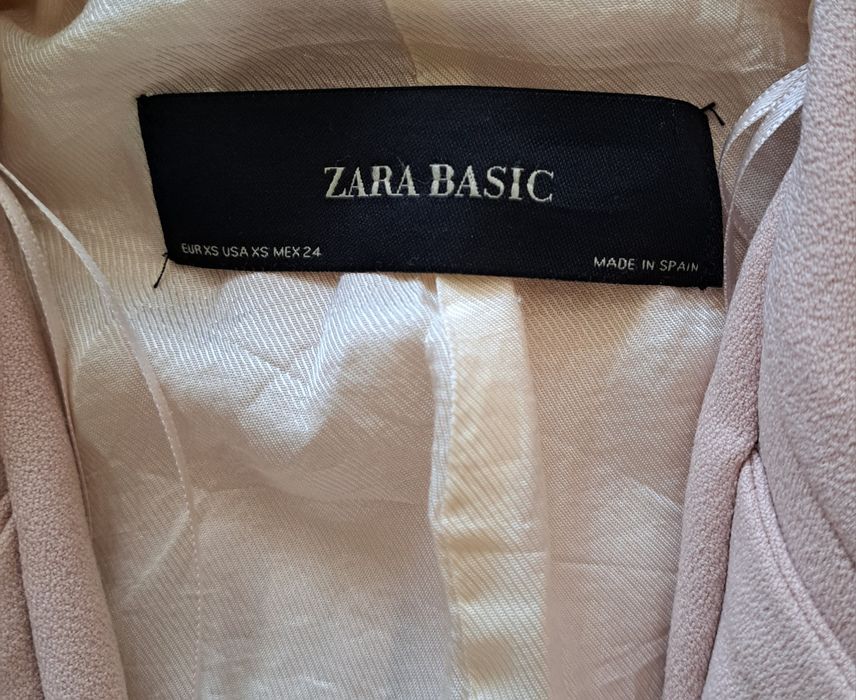 ZARA BASIC
EUR XS USA XS MEX 24
MADE IN SPAIN